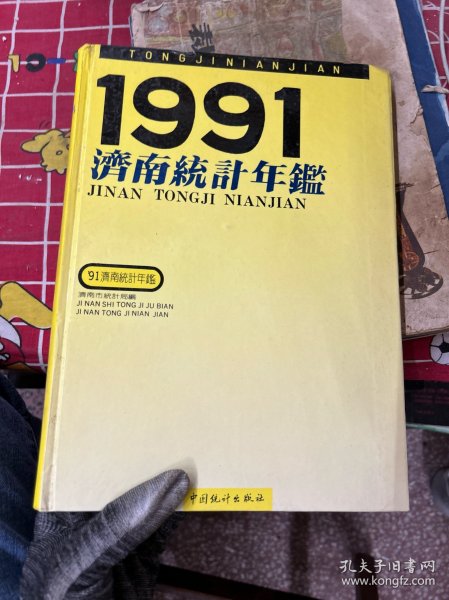 TONGJINIANJIAN
1991
濟南統計年鑑
JINAN TONGJI NIANJIAN
'91濟南統計年鑑
濟南市統計局編
JI NAN SHI TONG JI JU BIAN
JI NAN TONG JI NIAN JIAN
中国统计出版社
孔夫子旧书网
www.kongfz.com